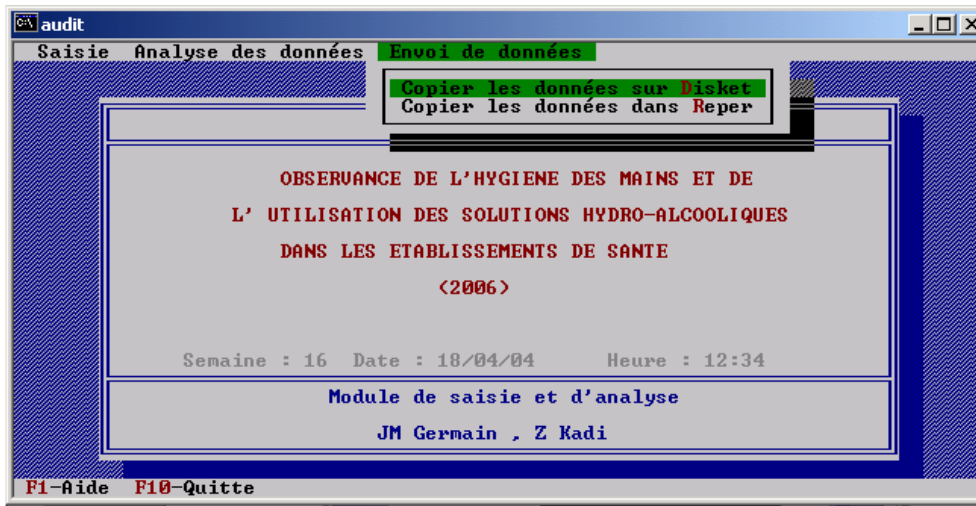 audit
Saisie Analyse des données Envoi de données
Copier les données sur Disket
Copier les données dans Reper
OBSERVANCE DE L'HYGIENE DES MAINS ET DE
L' UTILISATION DES SOLUTIONS HYDRO-ALCOOLIQUES
DANS LES ETABLISSEMENTS DE SANTE
(2006)
Semaine : 16 Date : 18/04/04 Heure : 12:34
Module de saisie et d'analyse
JM Germain , Z Kadi
F1-Aide F10-Quitte